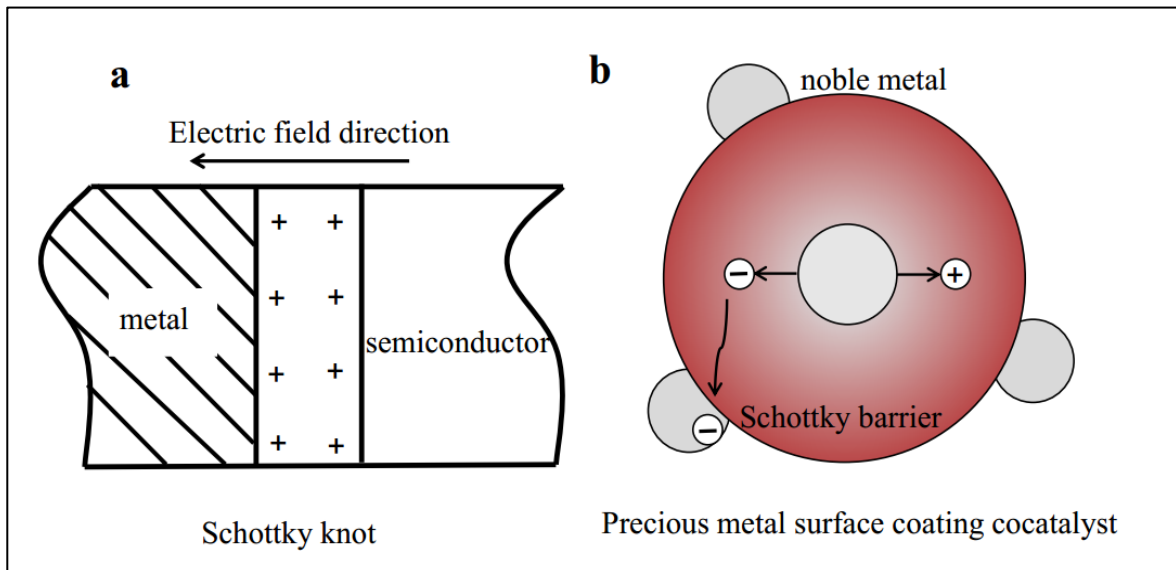 a
Electric field direction
+ +
+ +
+ +
+ +
metal
semiconductor
Schottky knot
b
noble metal
− +
Schottky barrier
−
Precious metal surface coating cocatalyst